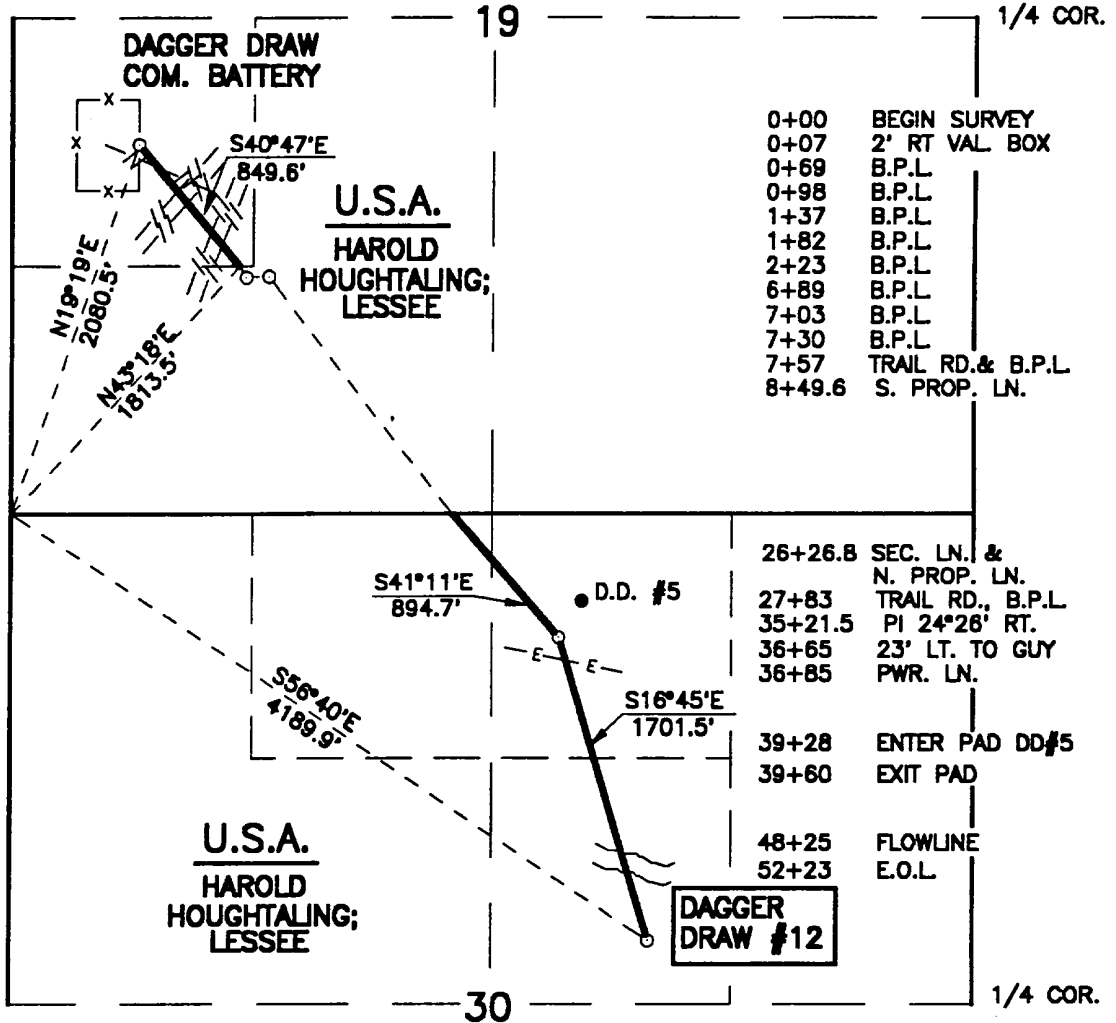 19
1/4 COR.
DAGGER DRAW
COM. BATTERY
X
X
X
X
S40°47'E
849.6'
U.S.A.
HAROLD
HOUGHTALING;
LESSEE
N19°19'E
2080.5'
N43°18'E
1813.5'
0+00 BEGIN SURVEY
0+07 2' RT VAL. BOX
0+69 B.P.L.
0+98 B.P.L.
1+37 B.P.L.
1+82 B.P.L.
2+23 B.P.L.
6+89 B.P.L.
7+03 B.P.L.
7+30 B.P.L.
7+57 TRAIL RD.& B.P.L.
8+49.6 S. PROP. LN.
S41°11'E
894.7'
D.D. #5
E
E
S56°40'E
4189.9'
S16°45'E
1701.5'
26+26.8 SEC. LN. &
N. PROP. LN.
27+83 TRAIL RD., B.P.L.
35+21.5 PI 24°26' RT.
36+65 23' LT. TO GUY
36+85 PWR. LN.
39+28 ENTER PAD DD#5
39+60 EXIT PAD
48+25 FLOWLINE
52+23 E.O.L.
U.S.A.
HAROLD
HOUGHTALING;
LESSEE
DAGGER
DRAW #12
30
1/4 COR.